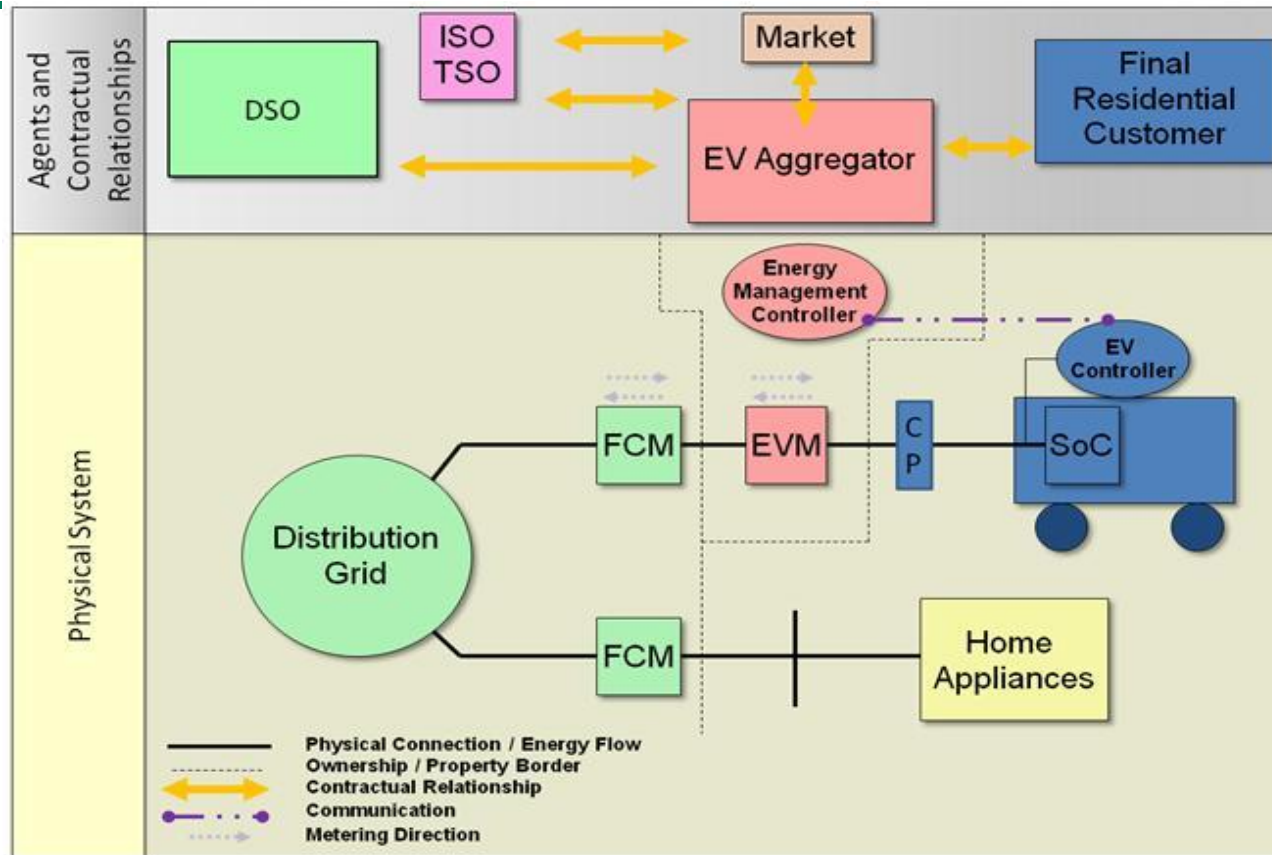 Agents and
Contractual
Relationships
DSO
ISO
TSO
Market
EV Aggregator
Final
Residential
Customer
Physical System
Energy
Management
Controller
EV
Controller
FCM
EVM
C
P
SoC
Distribution
Grid
FCM
Home
Appliances
Physical Connection / Energy Flow
Ownership / Property Border
Contractual Relationship
Communication
Metering Direction